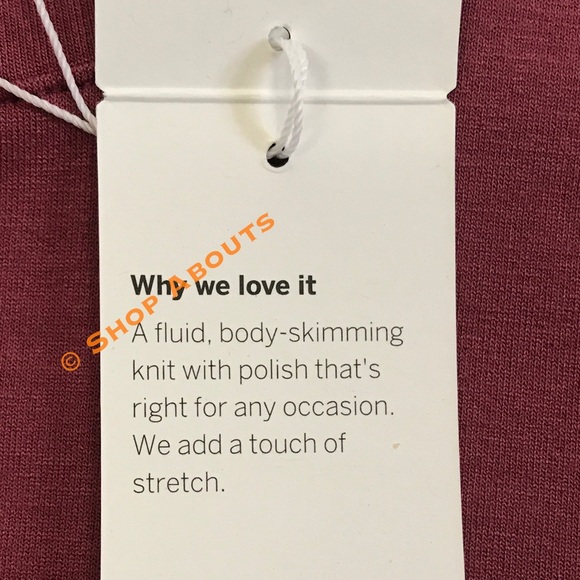 Why we love it
© Shop Abouts
A fluid, body-skimming
knit with polish that's
right for any occasion.
We add a touch of
stretch.